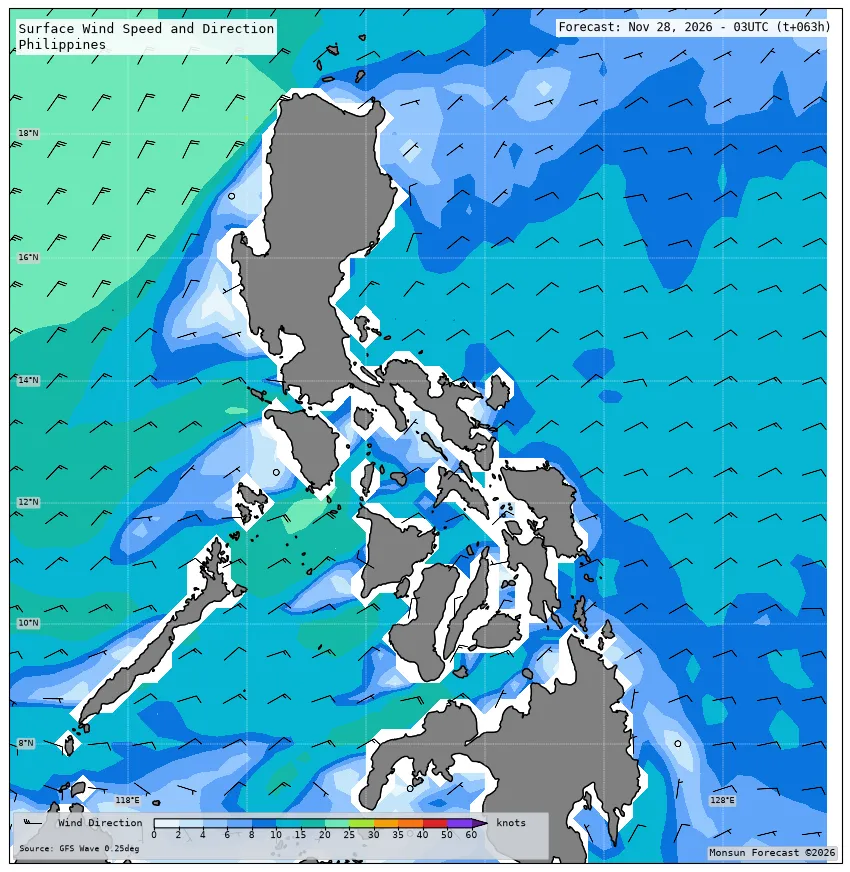 Surface Wind Speed and Direction
Philippines
Forecast: Nov 28, 2026 - 03UTC (t+063h)
18°N
16°N
14°N
12°N
10°N
8°N
118°E
128°E
Wind Direction
0 2 4 6 8 10 15 20 25 30 35 40 50 60
knots
Source: GFS Wave 0.25deg
Monsun Forecast ©2026